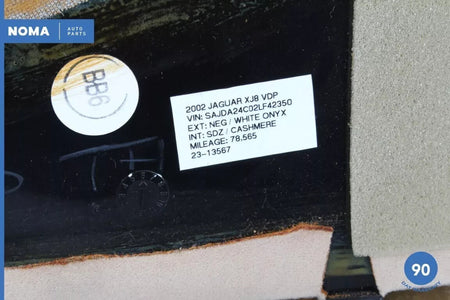 NOMA AUTO PARTS
BB6
2002 JAGUAR XJ8 VDP
VIN: SAJDA24C02LF42350
EXT: NEG / WHITE ONYX
INT: SDZ / CASHMERE
MILEAGE: 78,565
23-13567
TA
90